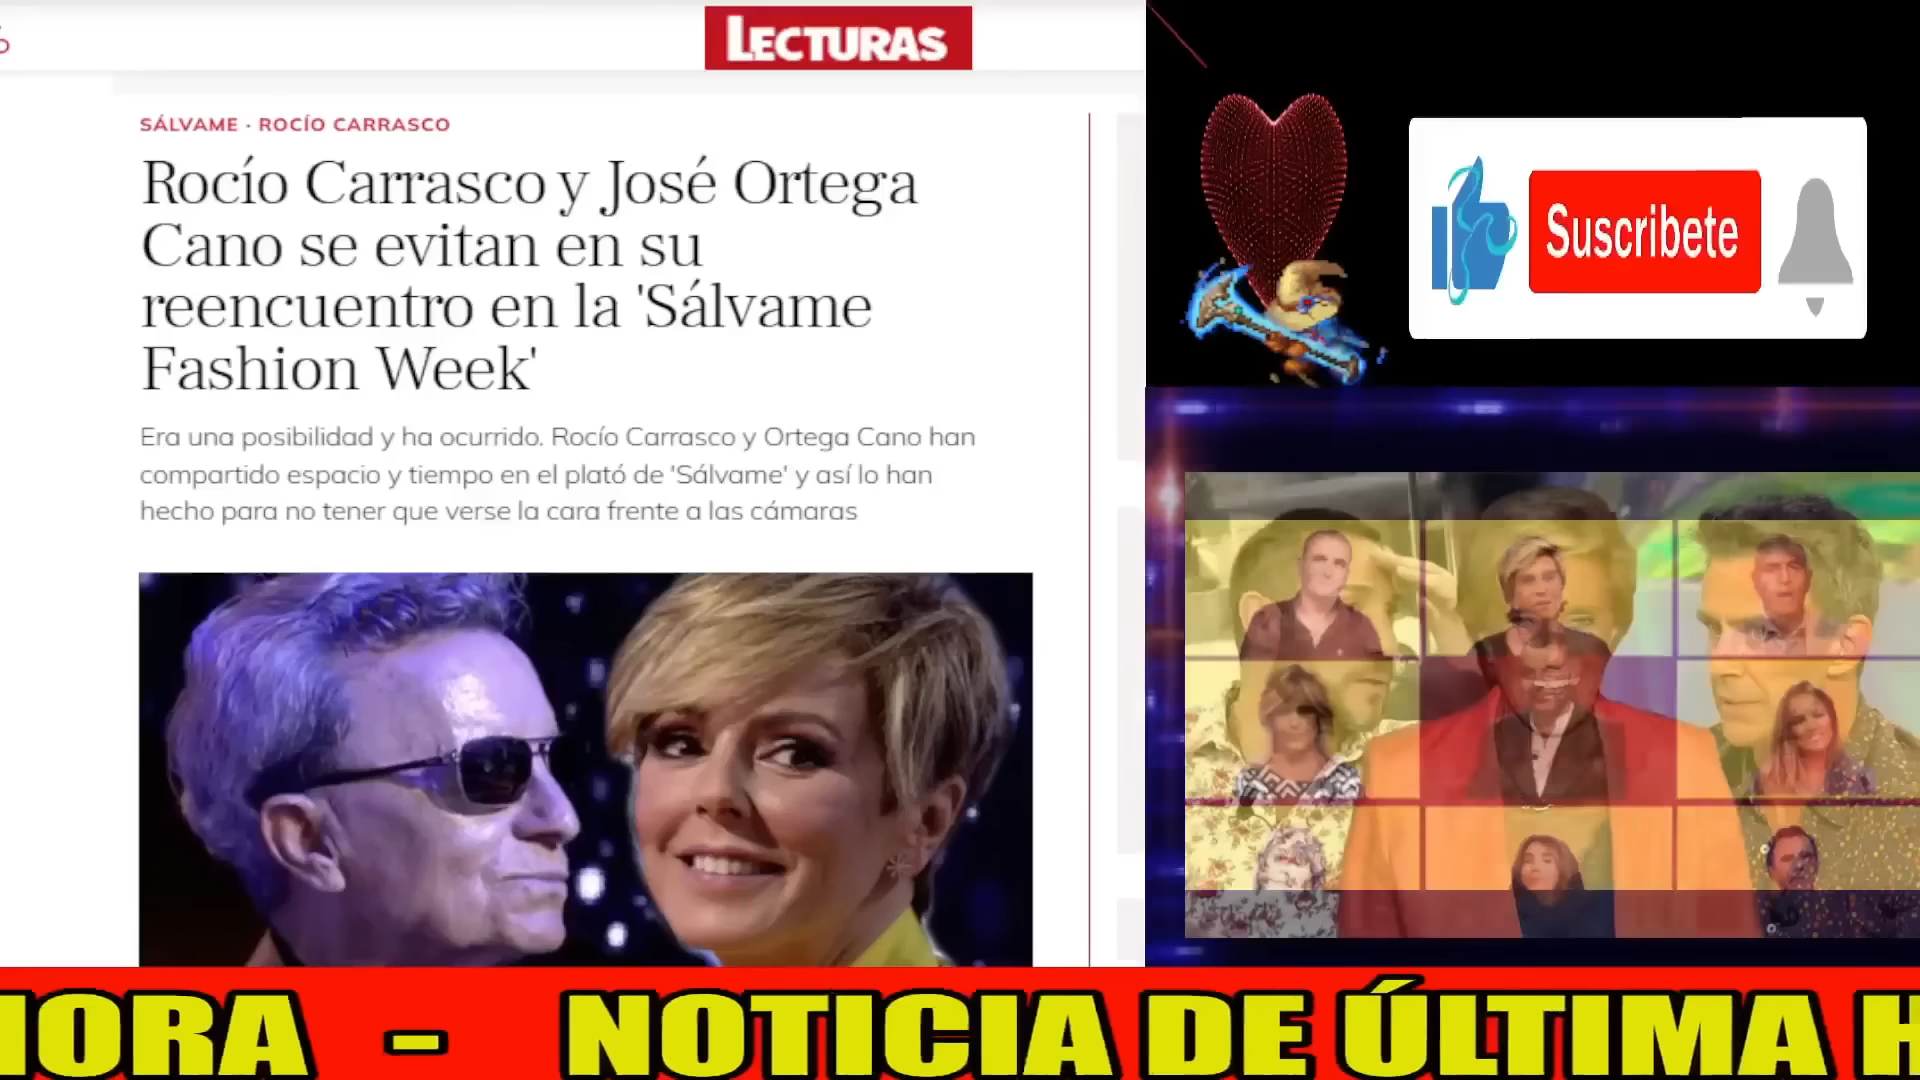 LECTURAS
SÁLVAME · ROCÍO CARRASCO
Rocío Carrasco y José Ortega
Cano se evitan en su
reencuentro en la 'Sálvame
Fashion Week'
Era una posibilidad y ha ocurrido. Rocío Carrasco y Ortega Cano han
compartido espacio y tiempo en el plató de 'Sálvame' y así lo han
hecho para no tener que verse la cara frente a las cámaras
Suscribete
HORA - NOTICIA DE ÚLTIMA H